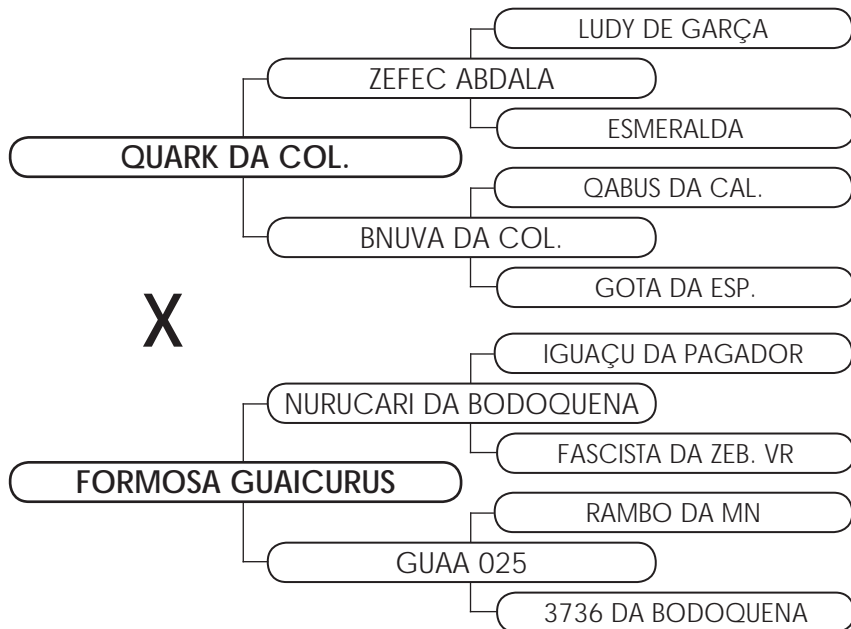 LUDY DE GARÇA
ZEFEC ABDALA
ESMERALDA
QUARK DA COL.
QABUS DA CAL.
BNUVA DA COL.
GOTA DA ESP.
X
IGUAÇU DA PAGADOR
NURUCARI DA BODOQUENA
FASCISTA DA ZEB. VR
FORMOSA GUAICURUS
RAMBO DA MN
GUAA 025
3736 DA BODOQUENA